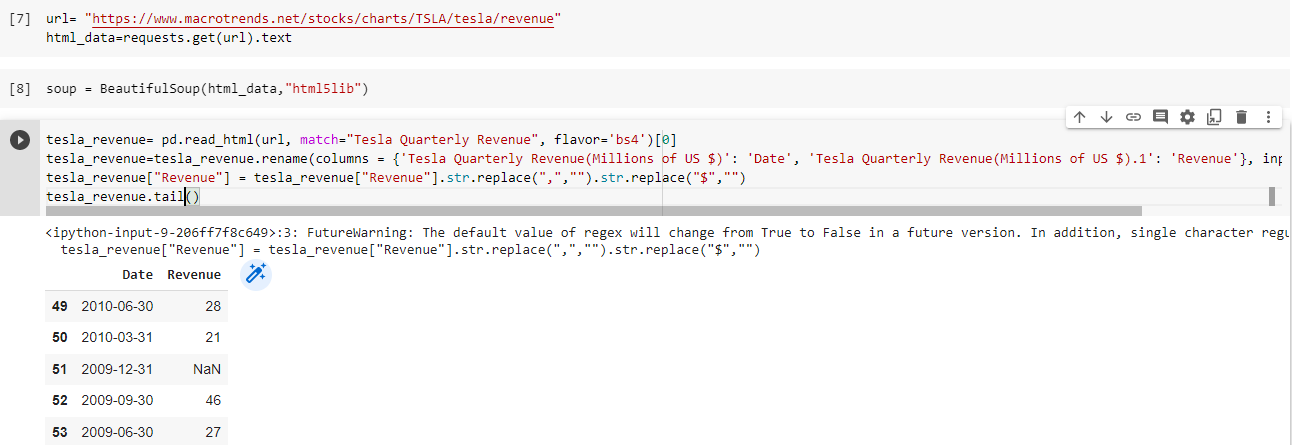 [7] url= "https://www.macrotrends.net/stocks/charts/TSLA/tesla/revenue"
html_data=requests.get(url).text
[8] soup = BeautifulSoup(html_data,"html5lib")
tesla_revenue= pd.read_html(url, match="Tesla Quarterly Revenue", flavor='bs4')[0]
tesla_revenue=tesla_revenue.rename(columns = {'Tesla Quarterly Revenue(Millions of US $)': 'Date', 'Tesla Quarterly Revenue(Millions of US $).1': 'Revenue'}, inp
tesla_revenue["Revenue"] = tesla_revenue["Revenue"].str.replace(",","").str.replace("$","")
tesla_revenue.tail()
<ipython-input-9-206ff7f8c649>:3: FutureWarning: The default value of regex will change from True to False in a future version. In addition, single character regu
tesla_revenue["Revenue"] = tesla_revenue["Revenue"].str.replace(",","").str.replace("$","")
Date Revenue
49 2010-06-30 28
50 2010-03-31 21
51 2009-12-31 NaN
52 2009-09-30 46
53 2009-06-30 27